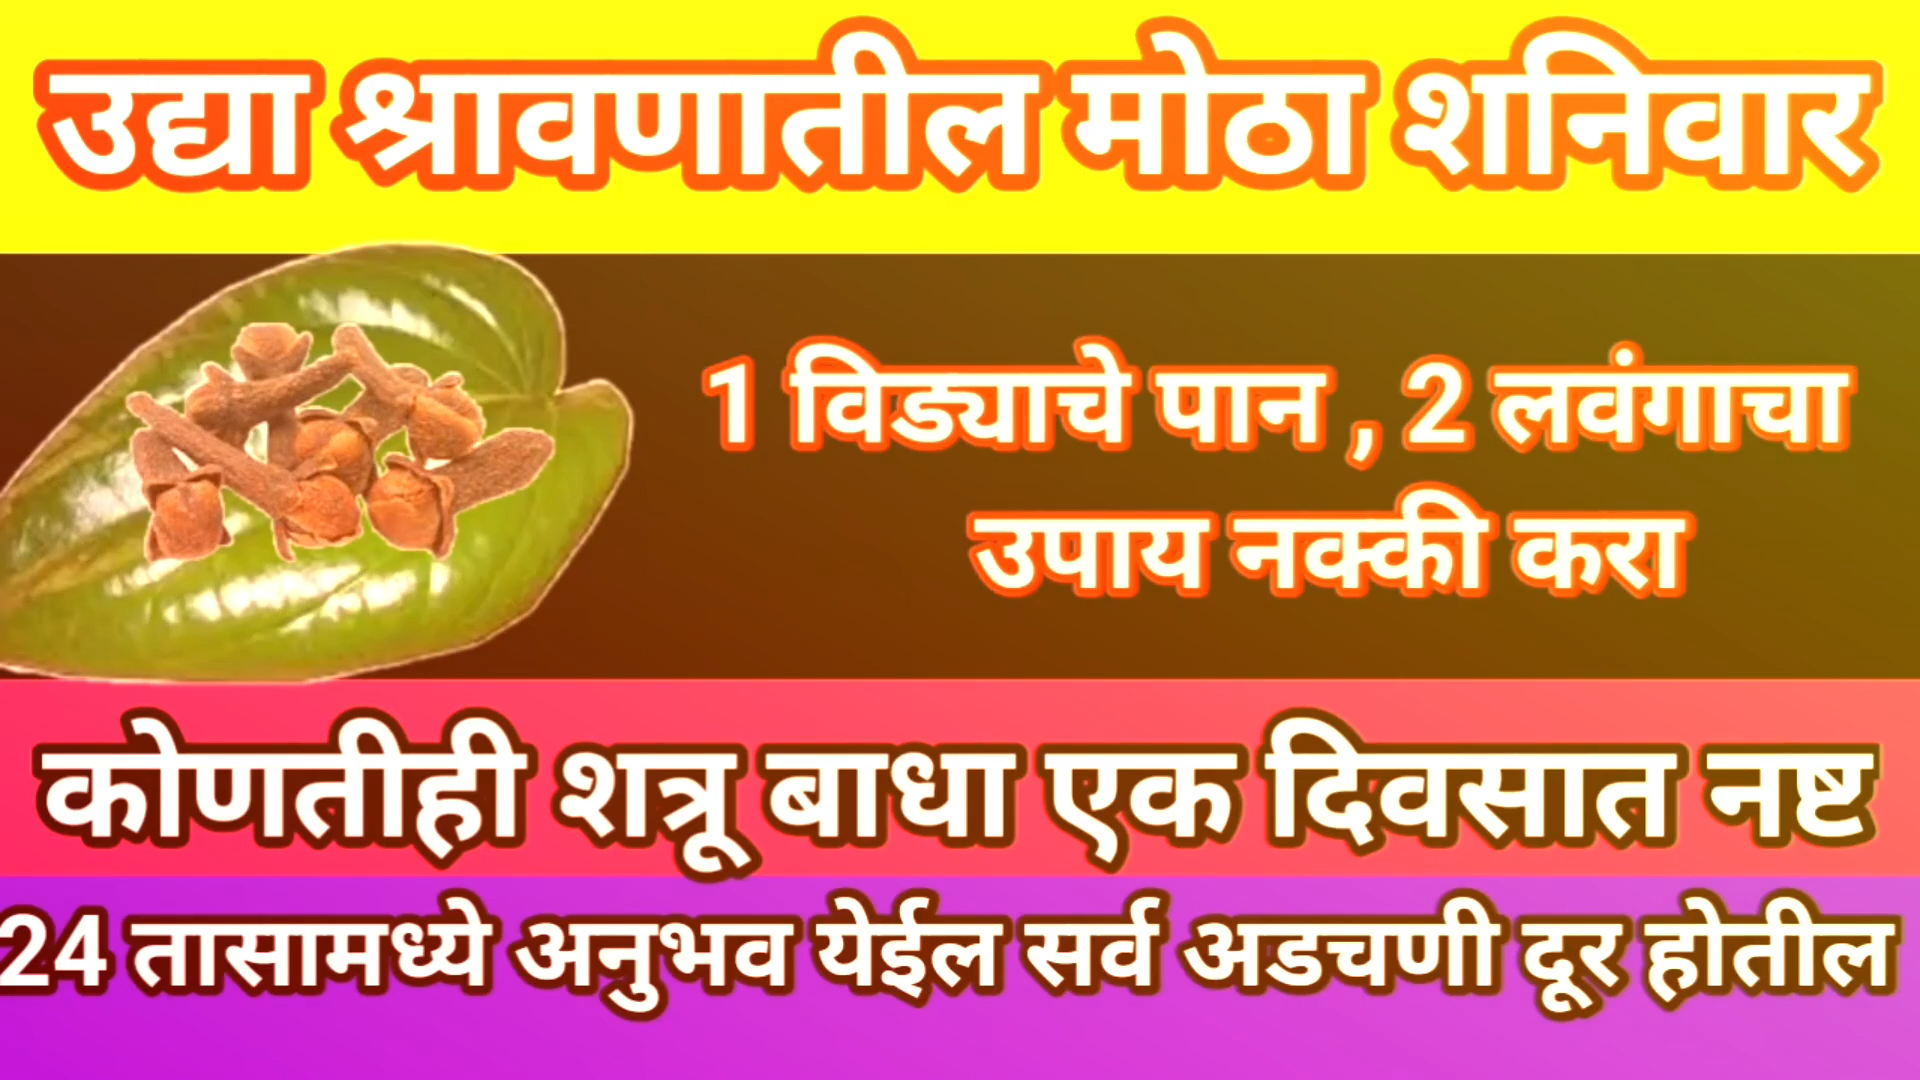 उद्या श्रावणातील मोठा शनिवार
1 विड्याचे पान , 2 लवंगाचा
उपाय नक्की करा
कोणतीही शत्रू बाधा एक दिवसात नष्ट
24 तासामध्ये अनुभव येईल सर्व अडचणी दूर होतील